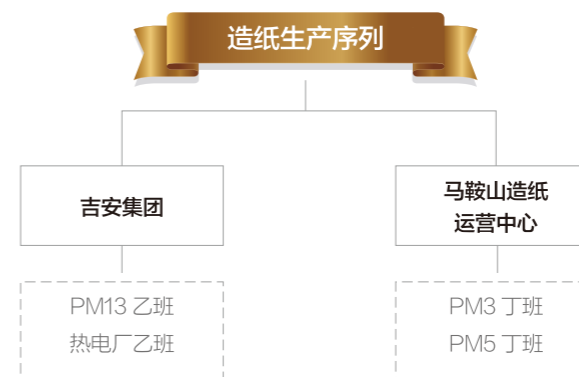 造纸生产序列
吉安集团
马鞍山造纸
运营中心
PM13 乙班
热电厂乙班
PM3 丁班
PM5 丁班